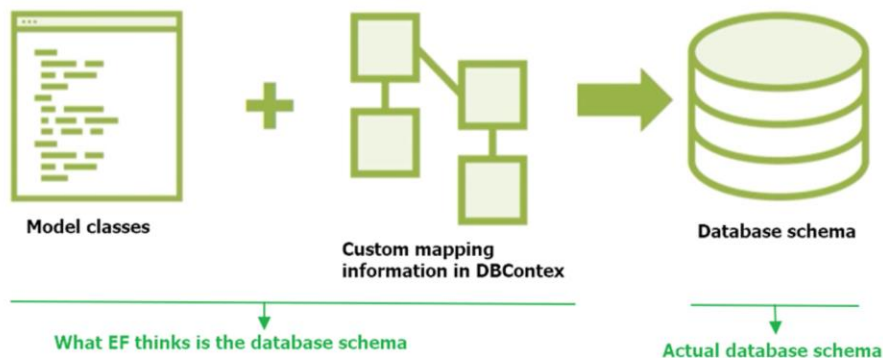 Model classes
Custom mapping
information in DBContex
Database schema
What EF thinks is the database schema
Actual database schema